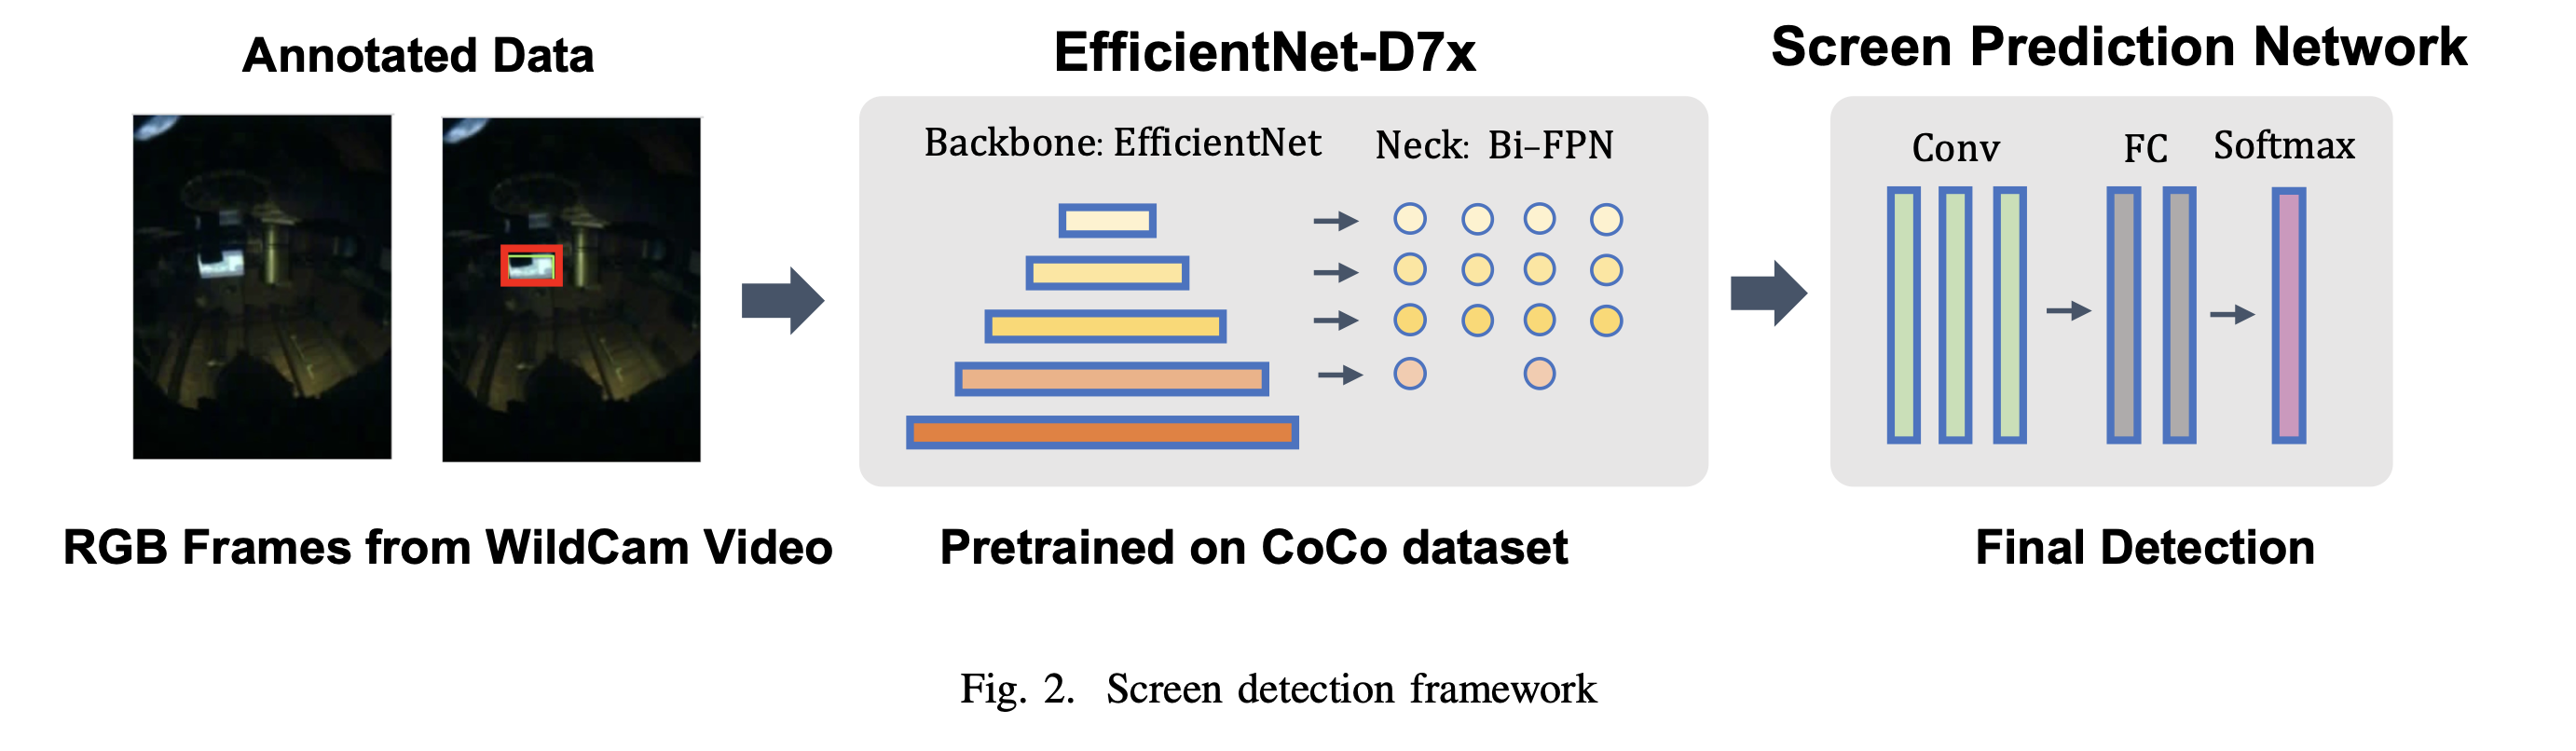 Annotated Data
EfficientNet-D7x
Screen Prediction Network
Backbone: EfficientNet
Neck: Bi-FPN
Conv
FC
Softmax
RGB Frames from WildCam Video
Pretrained on CoCo dataset
Final Detection
Fig. 2. Screen detection framework